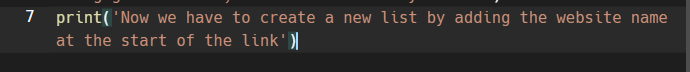 7 print('Now we have to create a new list by adding the website name
at the start of the link')